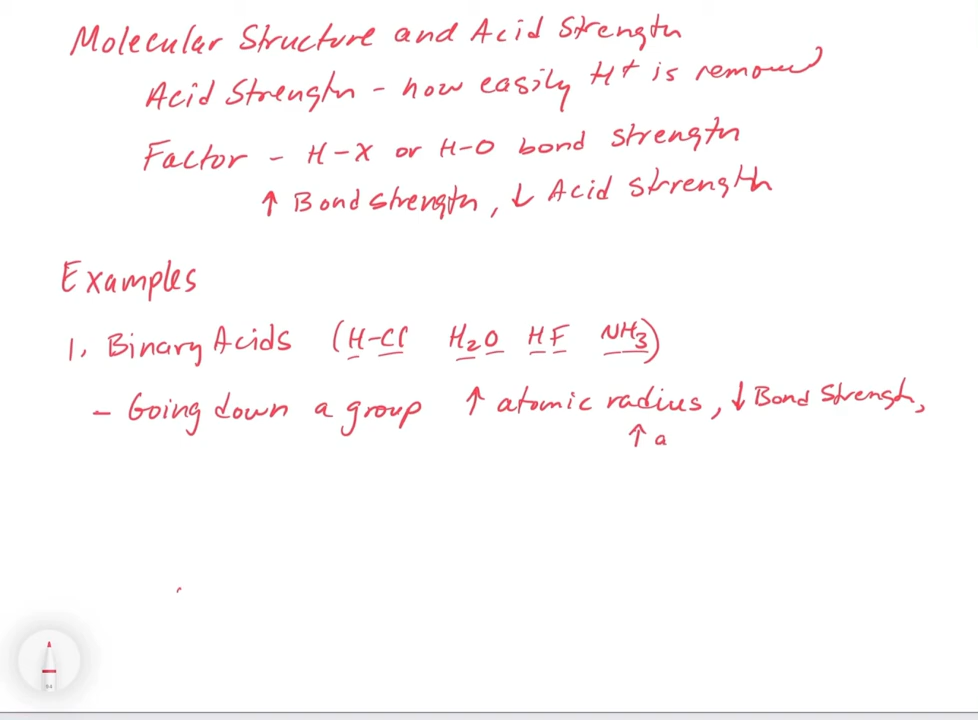 Molecular Structure and Acid Strength
Acid Strength - how easily H+ is removed
Factor - H-X or H-O bond strength
↑ Bond strength, ↓ Acid strength
Examples
1. Binary Acids (H-Cl H2O HF NH3)
- Going down a group ↑ atomic radius, ↓ Bond Strength,
↑ a